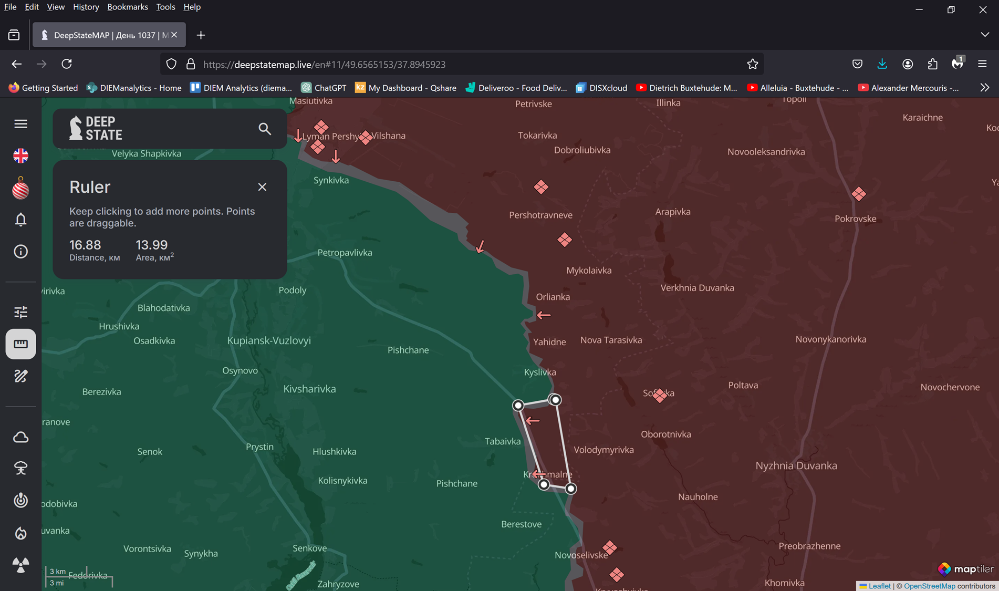 File Edit View History Bookmarks Tools Help
DeepStateMAP | День 1037 | М
https://deepstatemap.live/en#11/49.6565153/37.8945923
1
Getting Started DIEManalytics - Home DIEM Analytics (diema... ChatGPT kz My Dashboard - Qshare Deliveroo - Food Deliv... DISXcloud Dietrich Buxtehude: M... Alleluia - Buxtehude - ... Alexander Mercouris -...
DEEP
STATE
Ruler
Keep clicking to add more points. Points
are draggable.
16.88 13.99
Distance, км Area, км2
Masiutivka
Petrivske
Illinka
Topoli
Karaichne
Lyman Pershyi
Vilshana
Tokarivka
Dobroliubivka
Novooleksandrivka
Velyka Shapkivka
Synkivka
Pershotravneve
Arapivka
Pokrovske
Petropavlivka
Mykolaivka
Verkhnia Duvanka
Podoly
Orlianka
Blahodativka
Hrushivka
Osadkivka
Kupiansk-Vuzlovyi
Pishchane
Yahidne
Nova Tarasivka
Novonykanorivka
Osynovo
Kyslivka
Berezivka
Kivsharivka
Sofiivka
Poltava
Novochervone
ranove
Tabaivka
Oborotnivka
Prystin
Senok
Hlushkivka
Volodymyrivka
Nyzhnia Duvanka
Krokhmalne
Kolisnykivka
Pishchane
Nauholne
odobivka
Berestove
uvanka
Vorontsivka
Synykha
Senkove
Novoselivske
Preobrazhenne
Fedorivka
Zahryzove
Khomivka
3 km
3 mi
maptiler
Leaflet | © OpenStreetMap contributors